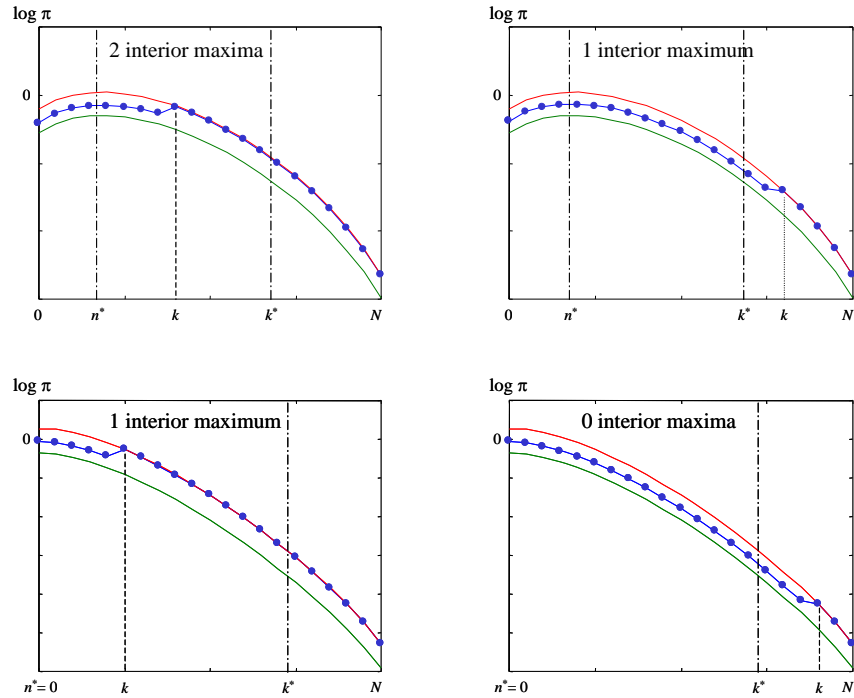 log π
2 interior maxima
0
0
n*
k
k*
N
log π
1 interior maximum
0
0
n*
k*
k
N
log π
1 interior maximum
0
n*= 0
k
k*
N
log π
0 interior maxima
0
n*= 0
k*
k
N